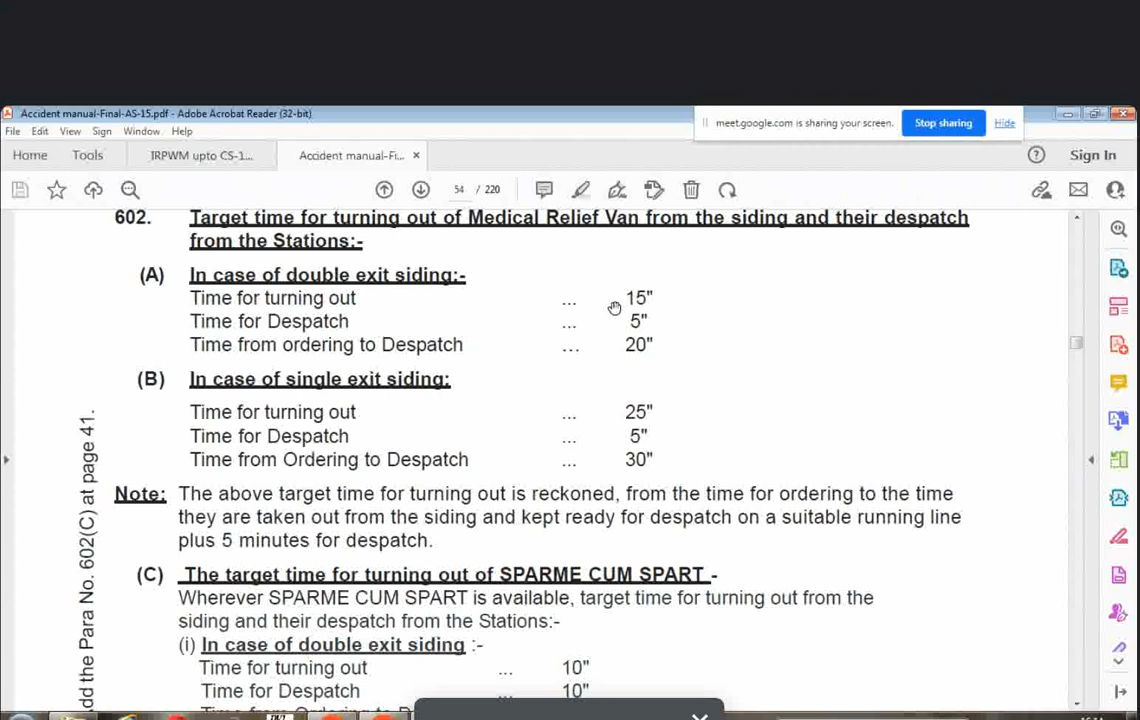 Accident manual-Final-AS-15.pdf - Adobe Acrobat Reader (32-bit)
meet.google.com is sharing your screen.
Stop sharing
Hide
File Edit View Sign Window Help
Home Tools IRPWM upto CS-1... Accident manual-Fi... × Sign In
54 / 220
602. Target time for turning out of Medical Relief Van from the siding and their despatch
from the Stations:-
(A) In case of double exit siding:-
Time for turning out ... 15"
Time for Despatch ... 5"
Time from ordering to Despatch ... 20"
(B) In case of single exit siding:
Time for turning out ... 25"
Time for Despatch ... 5"
Time from Ordering to Despatch ... 30"
Note: The above target time for turning out is reckoned, from the time for ordering to the time
they are taken out from the siding and kept ready for despatch on a suitable running line
plus 5 minutes for despatch.
(C) The target time for turning out of SPARME CUM SPART -
Wherever SPARME CUM SPART is available, target time for turning out from the
siding and their despatch from the Stations:-
(i) In case of double exit siding :-
Time for turning out ... 10"
Time for Despatch ... 10"
dd the Para No. 602(C) at page 41.